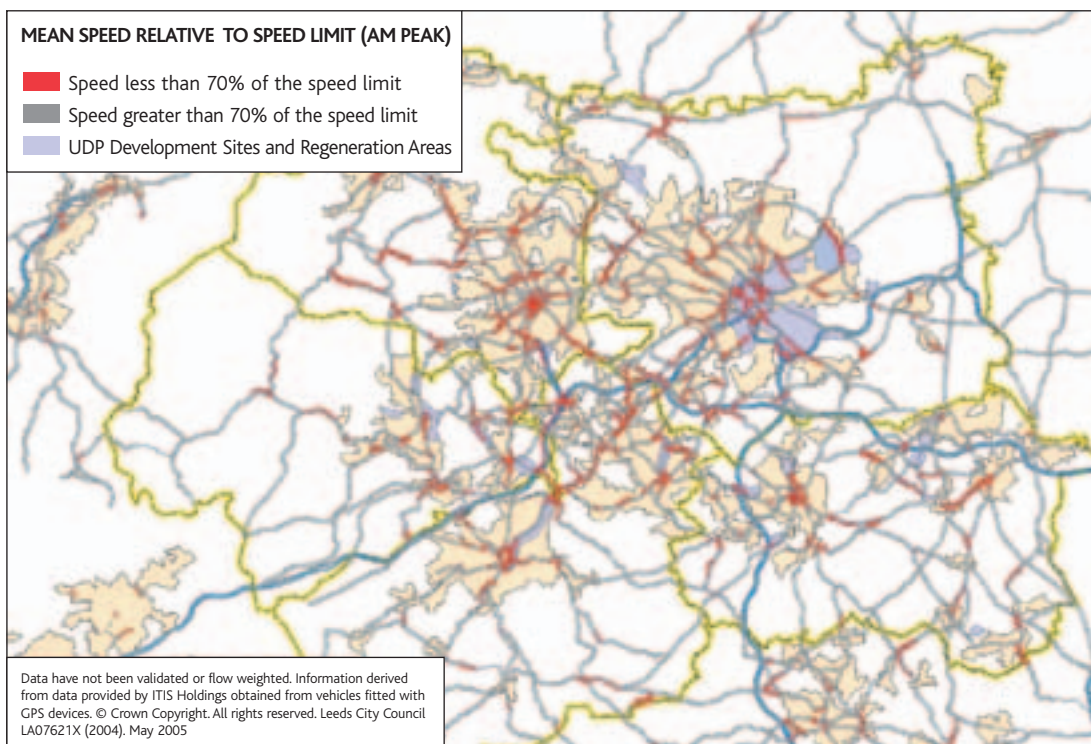 MEAN SPEED RELATIVE TO SPEED LIMIT (AM PEAK)
Speed less than 70% of the speed limit
Speed greater than 70% of the speed limit
UDP Development Sites and Regeneration Areas
Data have not been validated or flow weighted. Information derived
from data provided by ITIS Holdings obtained from vehicles fitted with
GPS devices. © Crown Copyright. All rights reserved. Leeds City Council
LA07621X (2004). May 2005